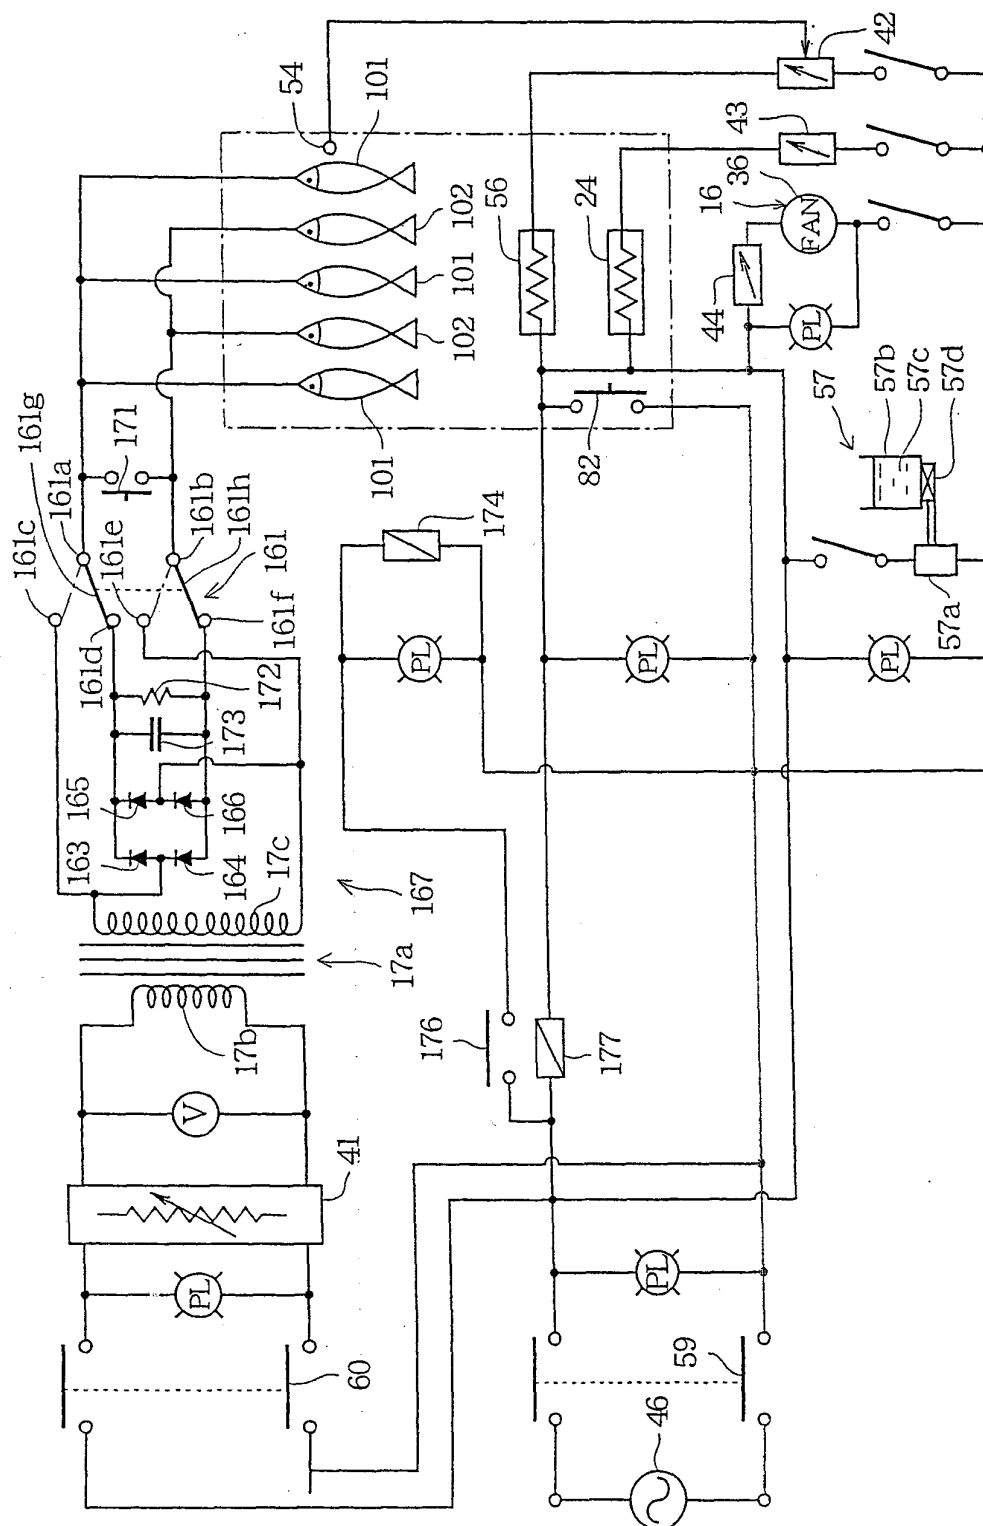 42
54
101
43
36
16
FAN
102
56
24
101
44
102
PL
57
57b
57c
57d
161g
171
161a
161c
101
82
161b
161h
161e
161
174
161f
161d
57a
PL
PL
PL
172
173
165
166
163
164
17c
167
17a
17b
176
177
V
41
PL
PL
60
59
46